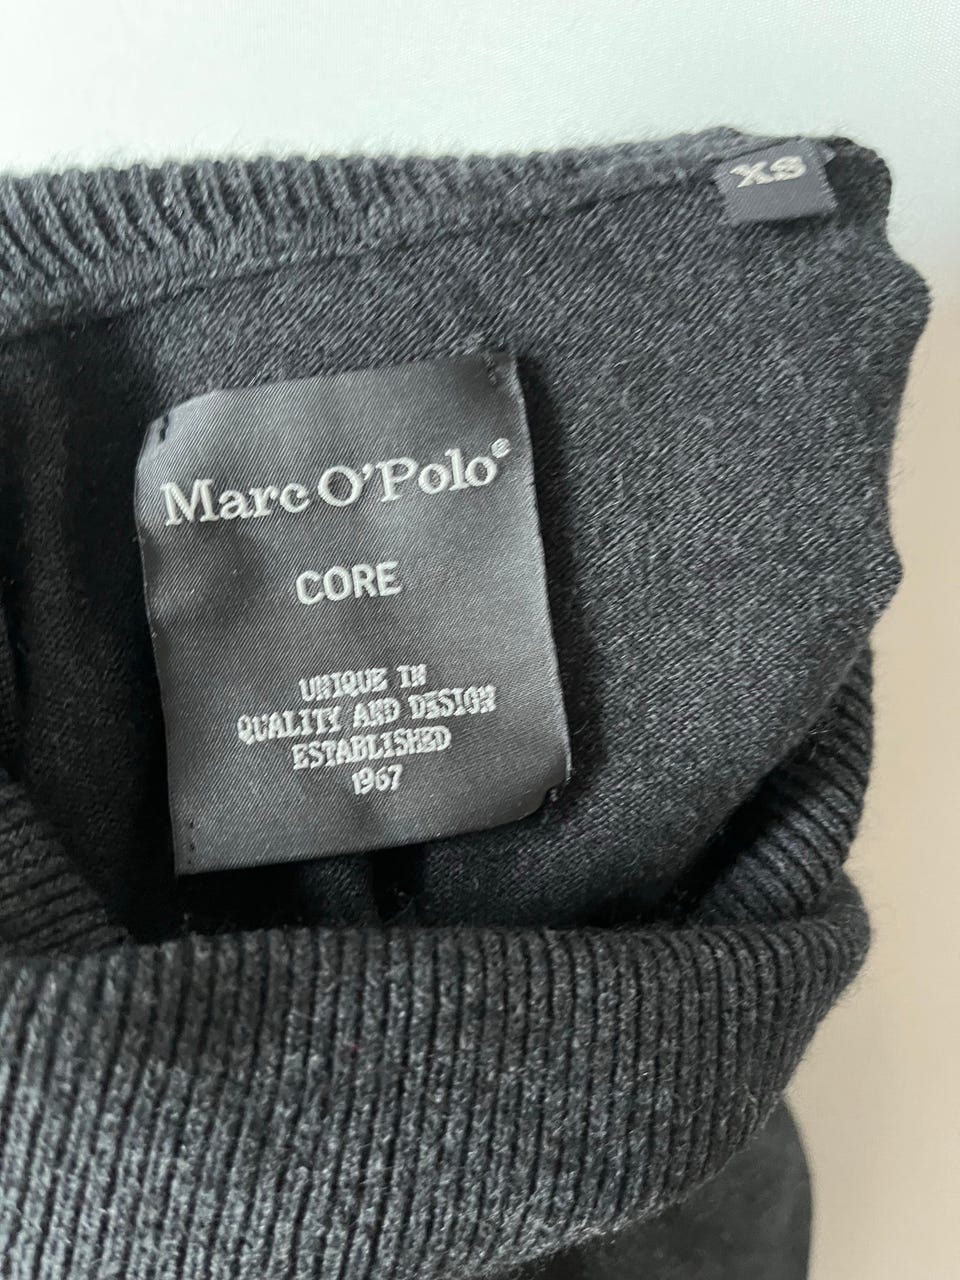 XS
Marc O'Polo®
CORE
UNIQUE IN
QUALITY AND DESIGN
ESTABLISHED
1967